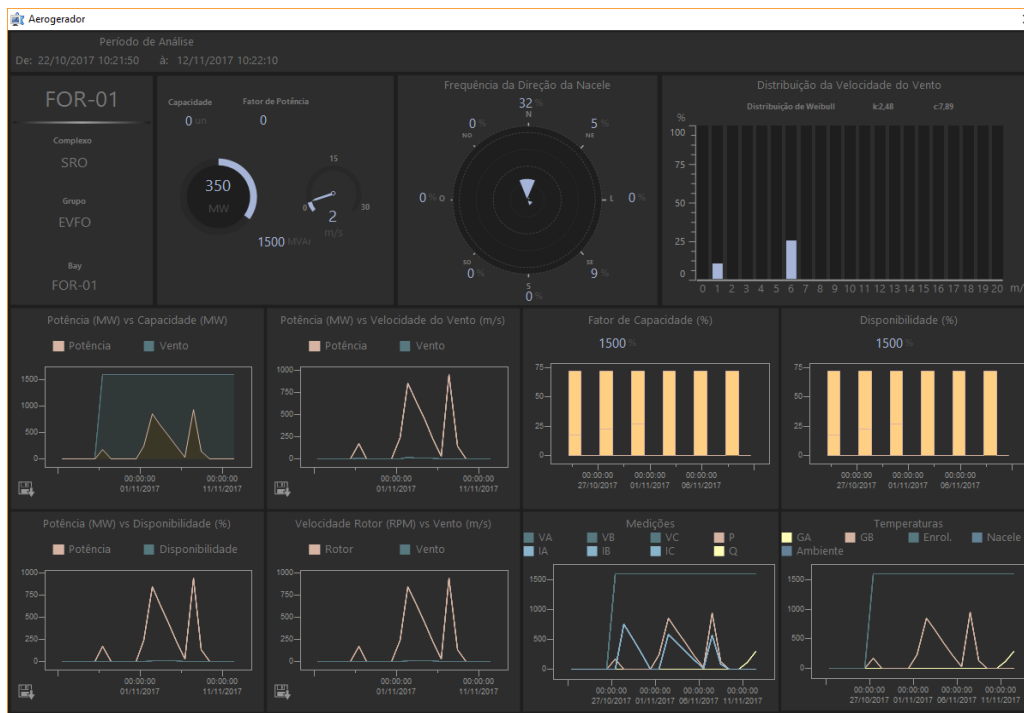 Aerogerador
Período de Análise
De: 22/10/2017 10:21:50 à: 12/11/2017 10:22:10
FOR-01
Complexo
SRO
Grupo
EVFO
Bay
FOR-01
Capacidade Fator de Potência
0 un 0
350
MW
15
0 30
2
m/s
1500 MVAr
Frequência da Direção da Nacele
32 %
N
0 % 5 %
NO NE
0 % O L 0 %
SO SE
0 % 9 %
S
0 %
Distribuição da Velocidade do Vento
Distribuição de Weibull k:2,48 c:7,89
%
100
75
50
25
0
0 1 2 3 4 5 6 7 8 9 10 11 12 13 14 15 16 17 18 19 20 m/
Potência (MW) vs Capacidade (MW)
Potência Vento
1500
1000
500
0
00:00:00 00:00:00
01/11/2017 11/11/2017
Potência (MW) vs Velocidade do Vento (m/s)
Potência Vento
1000
750
500
250
0
00:00:00 00:00:00
01/11/2017 11/11/2017
Fator de Capacidade (%)
1500 %
75
50
25
0
00:00:00 00:00:00 00:00:00
27/10/2017 01/11/2017 06/11/2017
Disponibilidade (%)
1500 %
75
50
25
0
00:00:00 00:00:00 00:00:00
27/10/2017 01/11/2017 06/11/2017
Potência (MW) vs Disponibilidade (%)
Potência Disponibilidade
1000
750
500
250
0
00:00:00 00:00:00
01/11/2017 11/11/2017
Velocidade Rotor (RPM) vs Vento (m/s)
Rotor Vento
1000
750
500
250
0
00:00:00 00:00:00
01/11/2017 11/11/2017
Medições
VA VB VC P
IA IB IC Q
1500
1000
500
0
00:00:00 00:00:00 00:00:00 00:00:00
27/10/2017 01/11/2017 06/11/2017 11/11/2017
Temperaturas
GA GB Enrol. Nacele
Ambiente
1500
1000
500
0
00:00:00 00:00:00 00:00:00 00:00:00
27/10/2017 01/11/2017 06/11/2017 11/11/2017